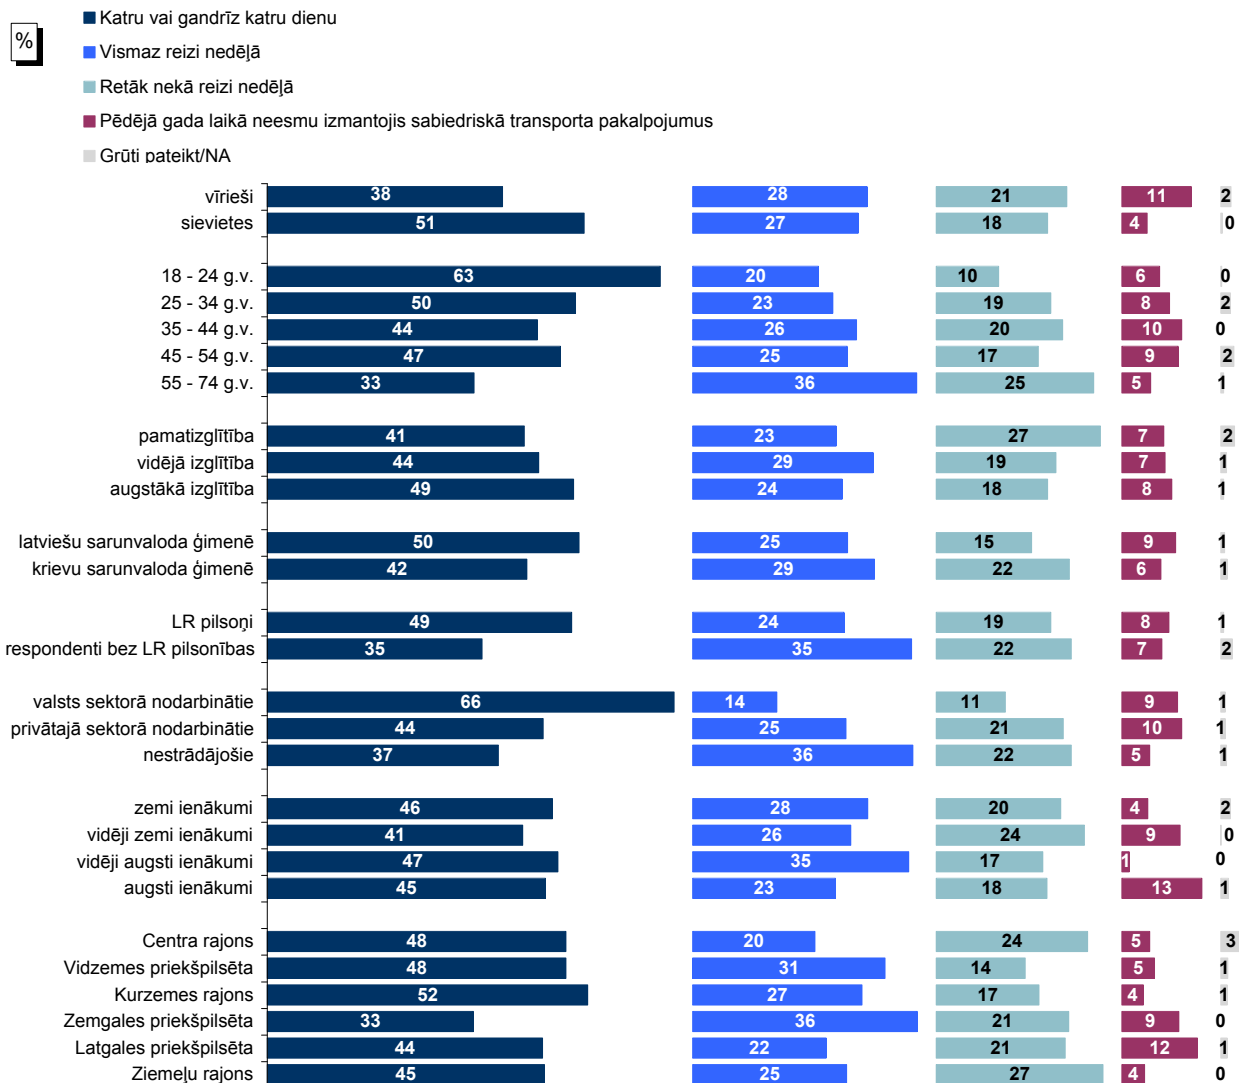 %
Katru vai gandrīz katru dienu
Vismaz reizi nedēļā
Retāk nekā reizi nedēļā
Pēdējā gada laikā neesmu izmantojis sabiedriskā transporta pakalpojumus
Grūti pateikt/NA
vīrieši 38 28 21 11 2
sievietes 51 27 18 4 0
18 - 24 g.v. 63 20 10 6 0
25 - 34 g.v. 50 23 19 8 2
35 - 44 g.v. 44 26 20 10 0
45 - 54 g.v. 47 25 17 9 2
55 - 74 g.v. 33 36 25 5 1
pamatizglītība 41 23 27 7 2
vidējā izglītība 44 29 19 7 1
augstākā izglītība 49 24 18 8 1
latviešu sarunvaloda ģimenē 50 25 15 9 1
krievu sarunvaloda ģimenē 42 29 22 6 1
LR pilsoņi 49 24 19 8 1
respondenti bez LR pilsonības 35 35 22 7 2
valsts sektorā nodarbinātie 66 14 11 9 1
privātajā sektorā nodarbinātie 44 25 21 10 1
nestrādājošie 37 36 22 5 1
zemi ienākumi 46 28 20 4 2
vidēji zemi ienākumi 41 26 24 9 0
vidēji augsti ienākumi 47 35 17 1 0
augsti ienākumi 45 23 18 13 1
Centra rajons 48 20 24 5 3
Vidzemes priekšpilsēta 48 31 14 5 1
Kurzemes rajons 52 27 17 4 1
Zemgales priekšpilsēta 33 36 21 9 0
Latgales priekšpilsēta 44 22 21 12 1
Ziemeļu rajons 45 25 27 4 0